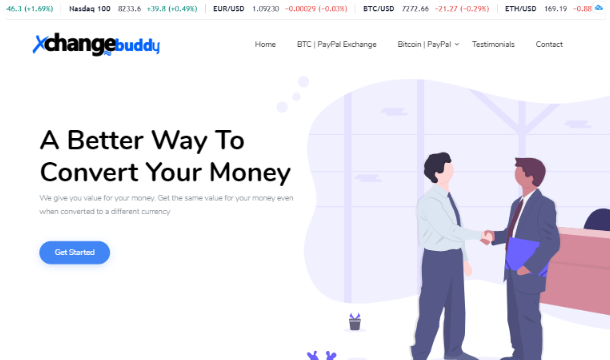 46.3 (+1.69%) Nasdaq 100 8233.6 +39.8 (+0.49%) EUR/USD 1.09230 -0.00029 (-0.03%) BTC/USD 7272.66 -21.27 (-0.29%) ETH/USD 169.19 -0.88
Xchangebuddy
Home BTC | PayPal Exchange Bitcoin | PayPal Testimonials Contact
A Better Way To
Convert Your Money
We give you value for your money. Get the same value for your money even
when converted to a different currency
Get Started